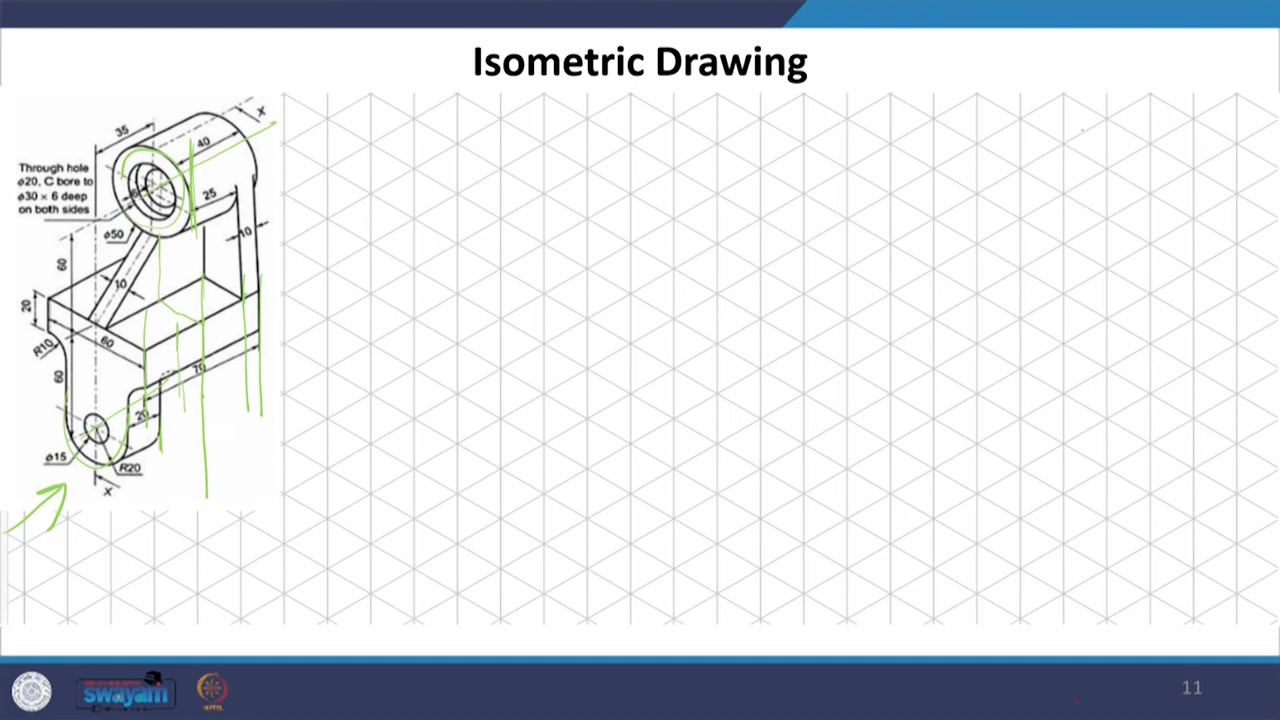 Isometric Drawing
X
35
40
Through hole
ø20, C bore to
ø30 × 6 deep
on both sides
6
25
ø50
10
60
10
20
60
R10
60
70
20
ø15
R20
X
swayam
11